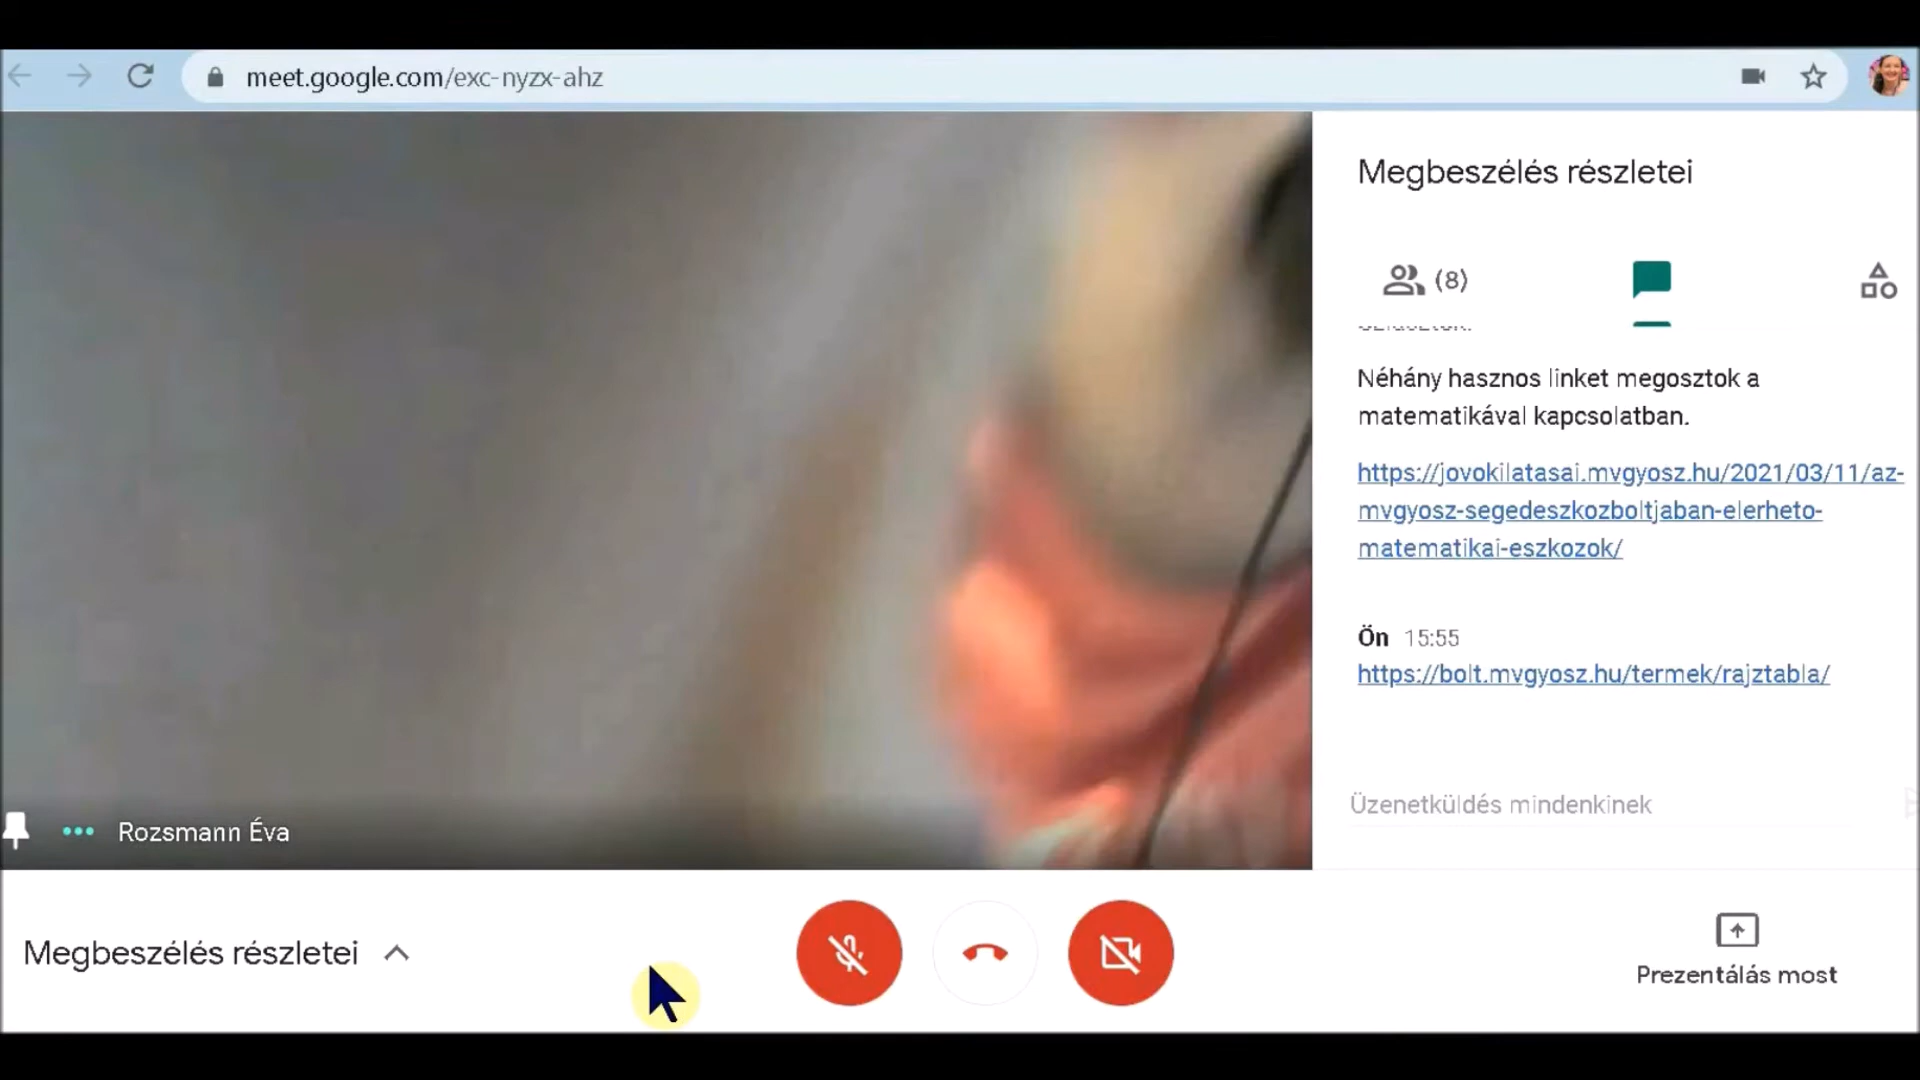 meet.google.com/exc-nyzx-ahz
Megbeszélés részletei
(8)
Néhány hasznos linket megosztok a
matematikával kapcsolatban.
https://jovokilatasai.mvgyosz.hu/2021/03/11/az-
mvgyosz-segedeszkozboltjaban-elerheto-
matematikai-eszkozok/
Ön 15:55
https://bolt.mvgyosz.hu/termek/rajztabla/
Üzenetküldés mindenkinek
Rozsmann Éva
Megbeszélés részletei
Prezentálás most